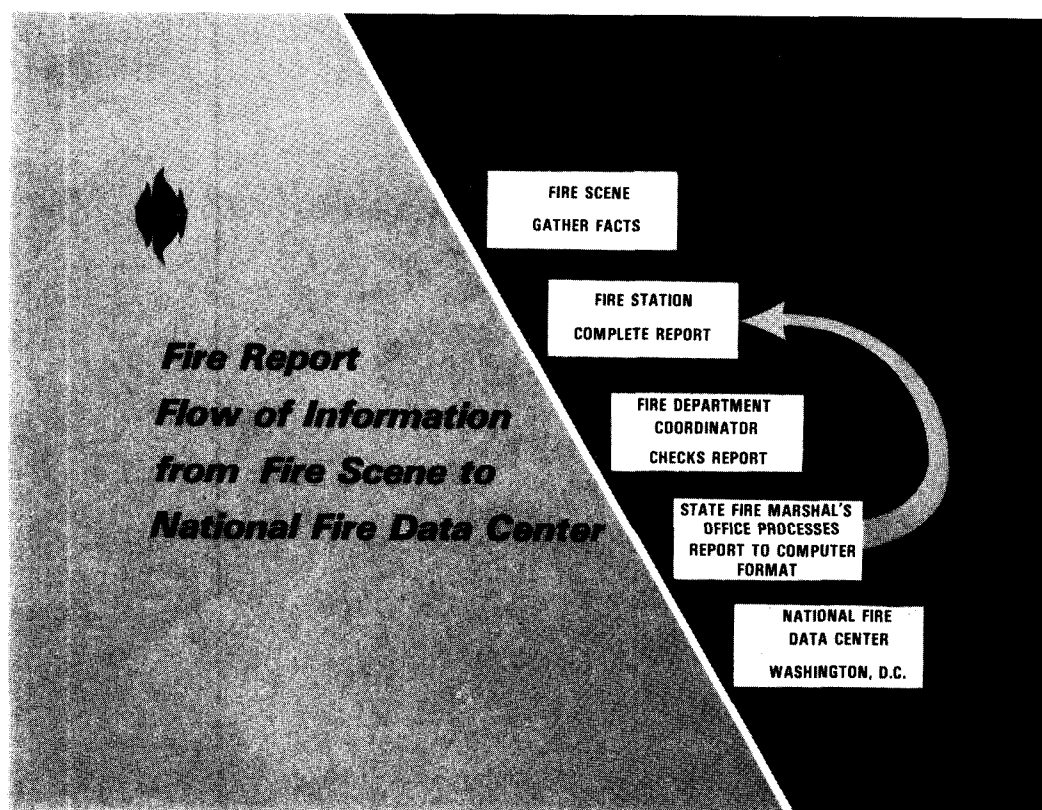 Fire Report
Flow of Information
from Fire Scene to
National Fire Data Center
FIRE SCENE
GATHER FACTS
FIRE STATION
COMPLETE REPORT
FIRE DEPARTMENT
COORDINATOR
CHECKS REPORT
STATE FIRE MARSHAL'S
OFFICE PROCESSES
REPORT TO COMPUTER
FORMAT
NATIONAL FIRE
DATA CENTER
WASHINGTON, D.C.